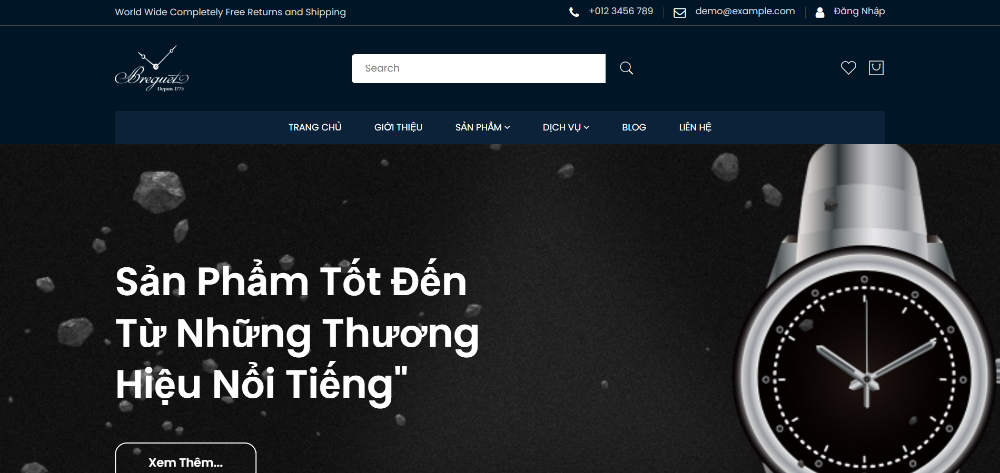 World Wide Completely Free Returns and Shipping
+012 3456 789
demo@example.com
Đăng Nhập
Breguet
Depuis 1775
Search
TRANG CHỦ
GIỚI THIỆU
SẢN PHẨM
DỊCH VỤ
BLOG
LIÊN HỆ
Sản Phẩm Tốt Đến
Từ Những Thương
Hiệu Nổi Tiếng"
Xem Thêm...